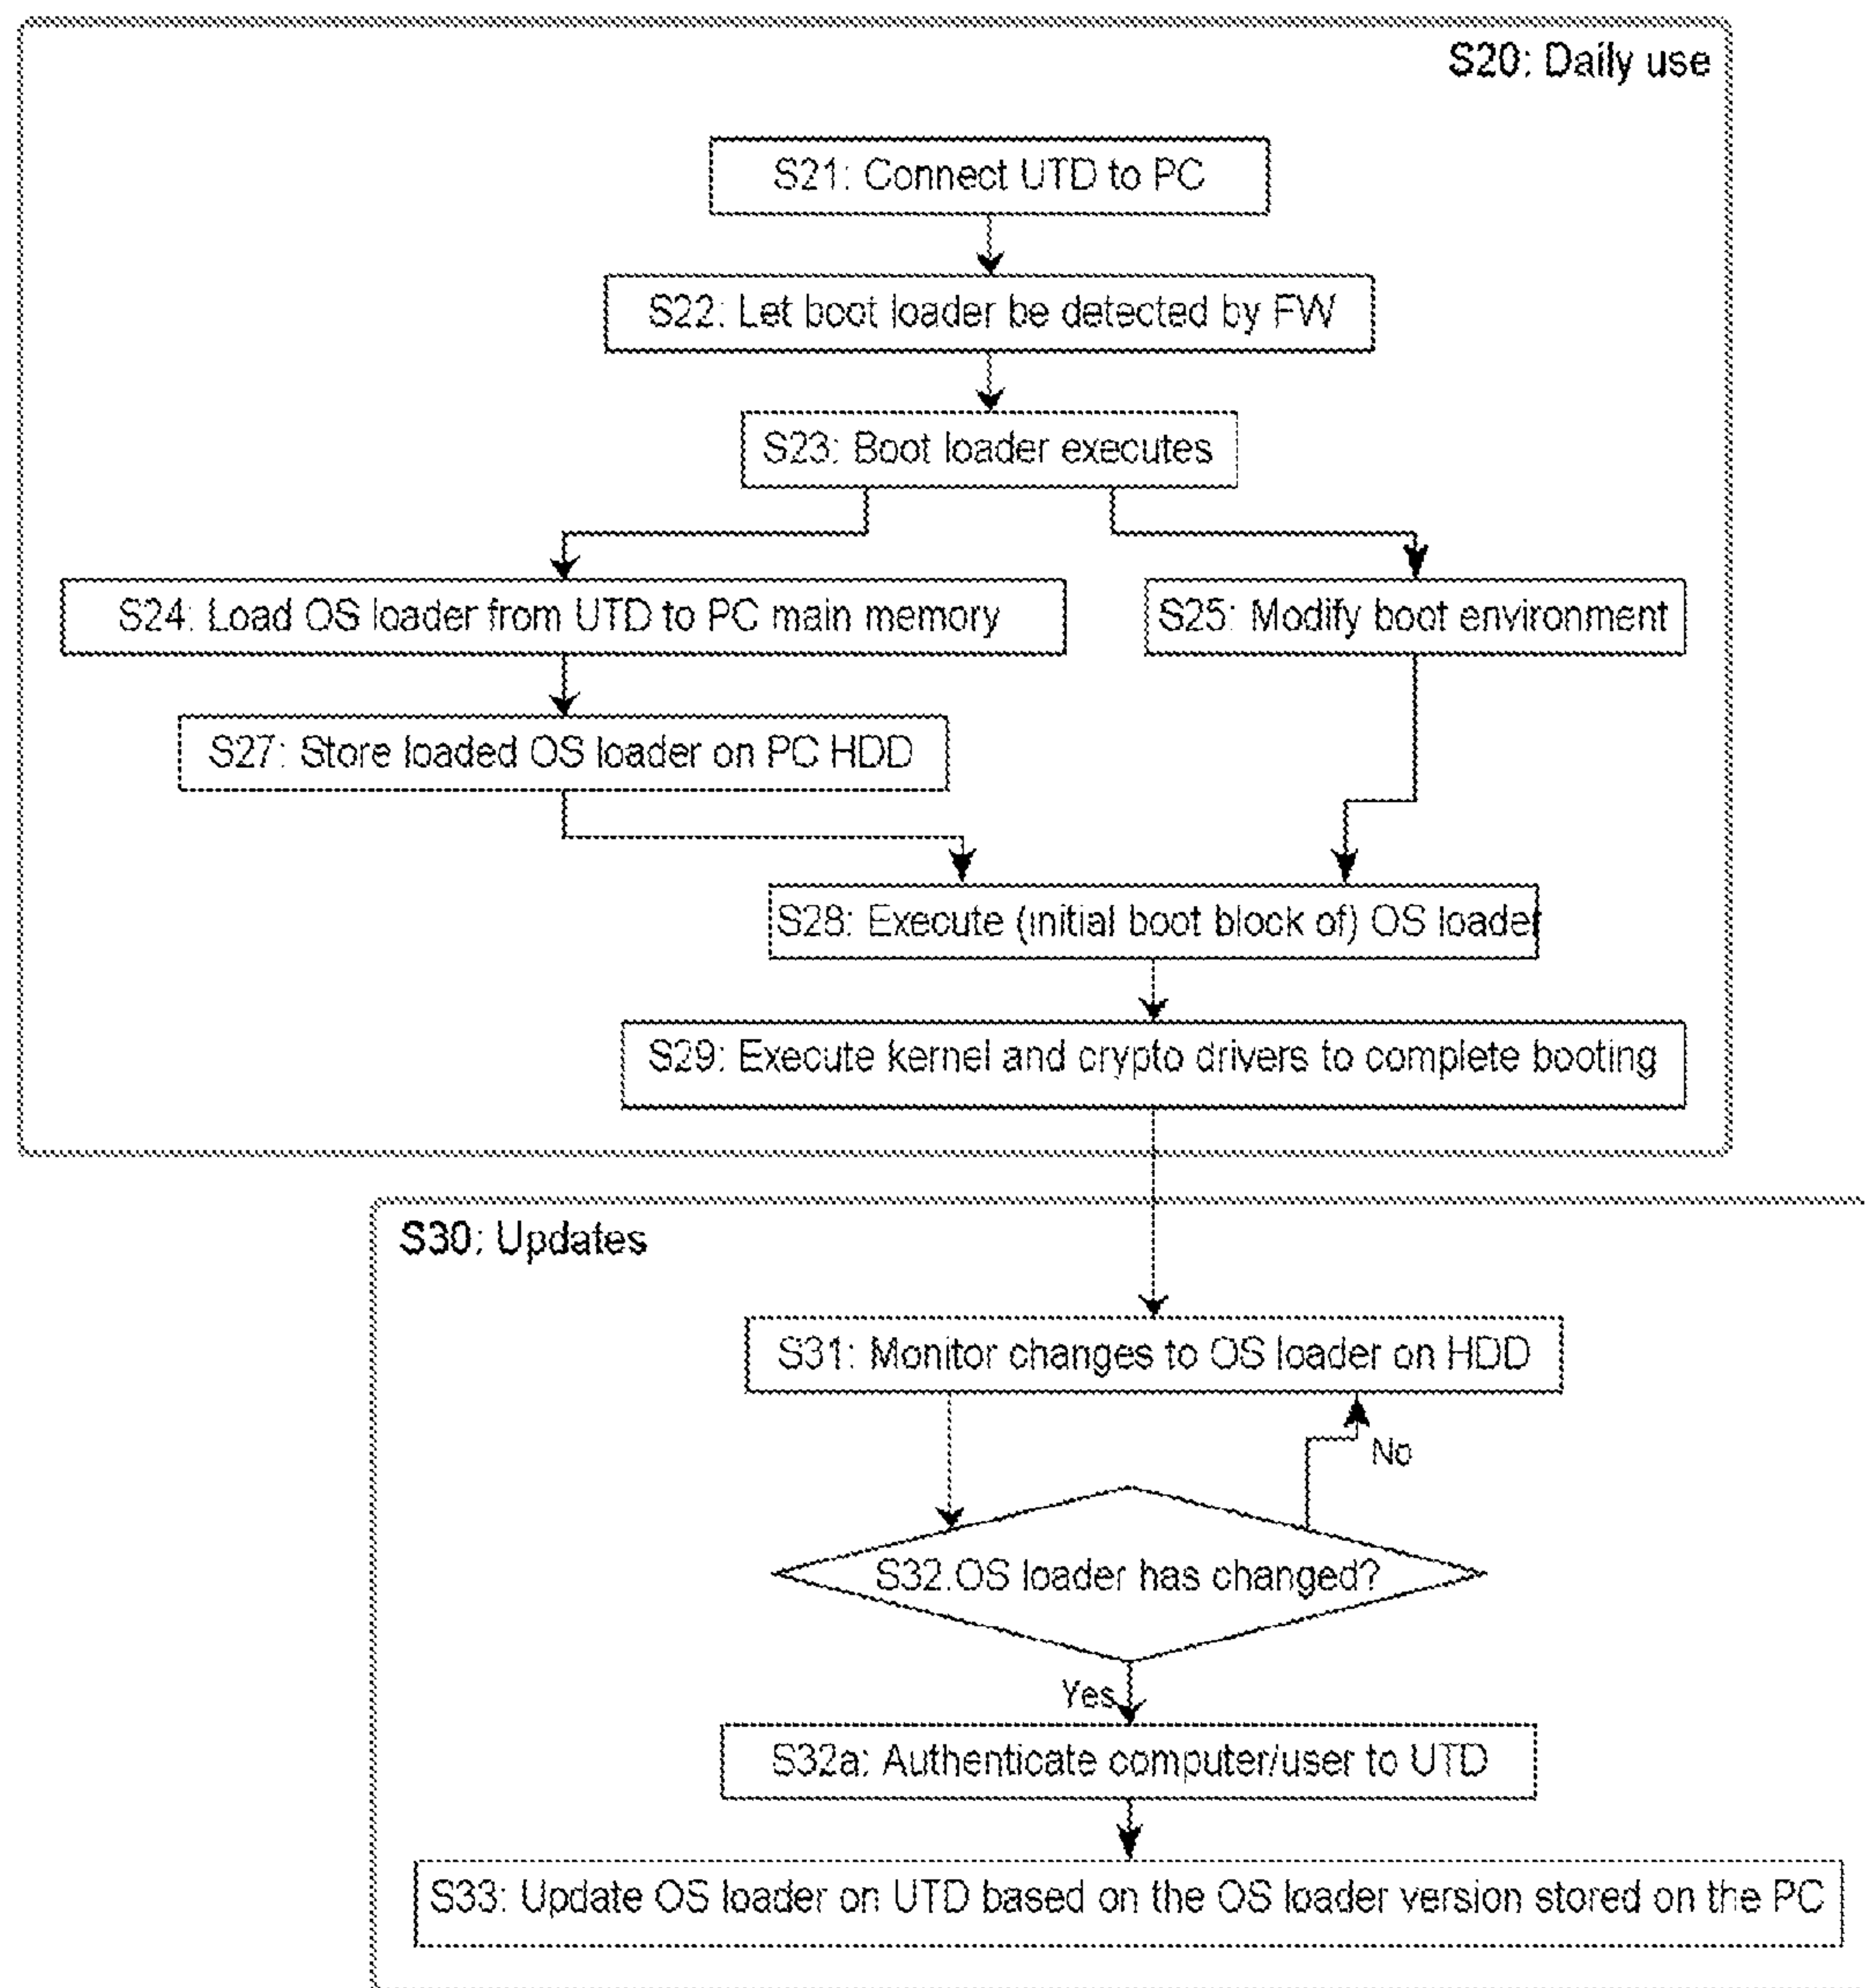 S20: Daily use
S21: Connect UTD to PC
S22: Let boot loader be detected by FW
S23: Boot loader executes
S24: Load OS loader from UTD to PC main memory
S25: Modify boot environment
S27: Store loaded OS loader on PC HDD
S28: Execute (initial boot block of) OS loader
S29: Execute kernel and crypto drivers to complete booting
S30: Updates
S31: Monitor changes to OS loader on HDD
No
S32.OS loader has changed?
Yes
S32a: Authenticate computer/user to UTD
S33: Update OS loader on UTD based on the OS loader version stored on the PC